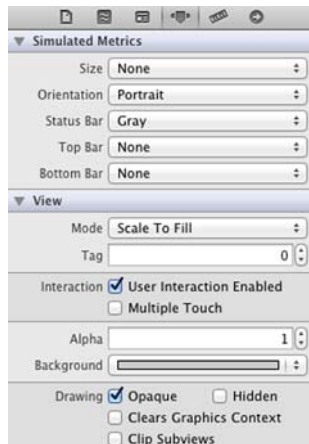 Simulated Metrics
Size None
Orientation Portrait
Status Bar Gray
Top Bar None
Bottom Bar None
View
Mode Scale To Fill
Tag 0
Interaction User Interaction Enabled
Multiple Touch
Alpha 1
Background
Drawing Opaque Hidden
Clears Graphics Context
Clip Subviews